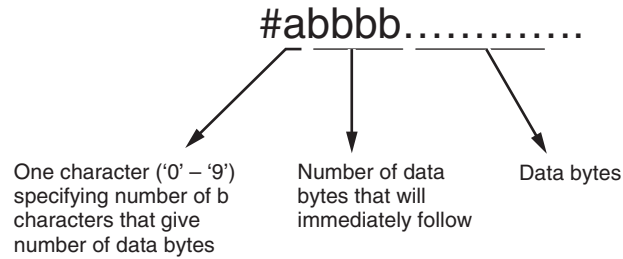 #abbbb.............
One character (‘0’ – ‘9’)
specifying number of b
characters that give
number of data bytes
Number of data
bytes that will
immediately follow
Data bytes